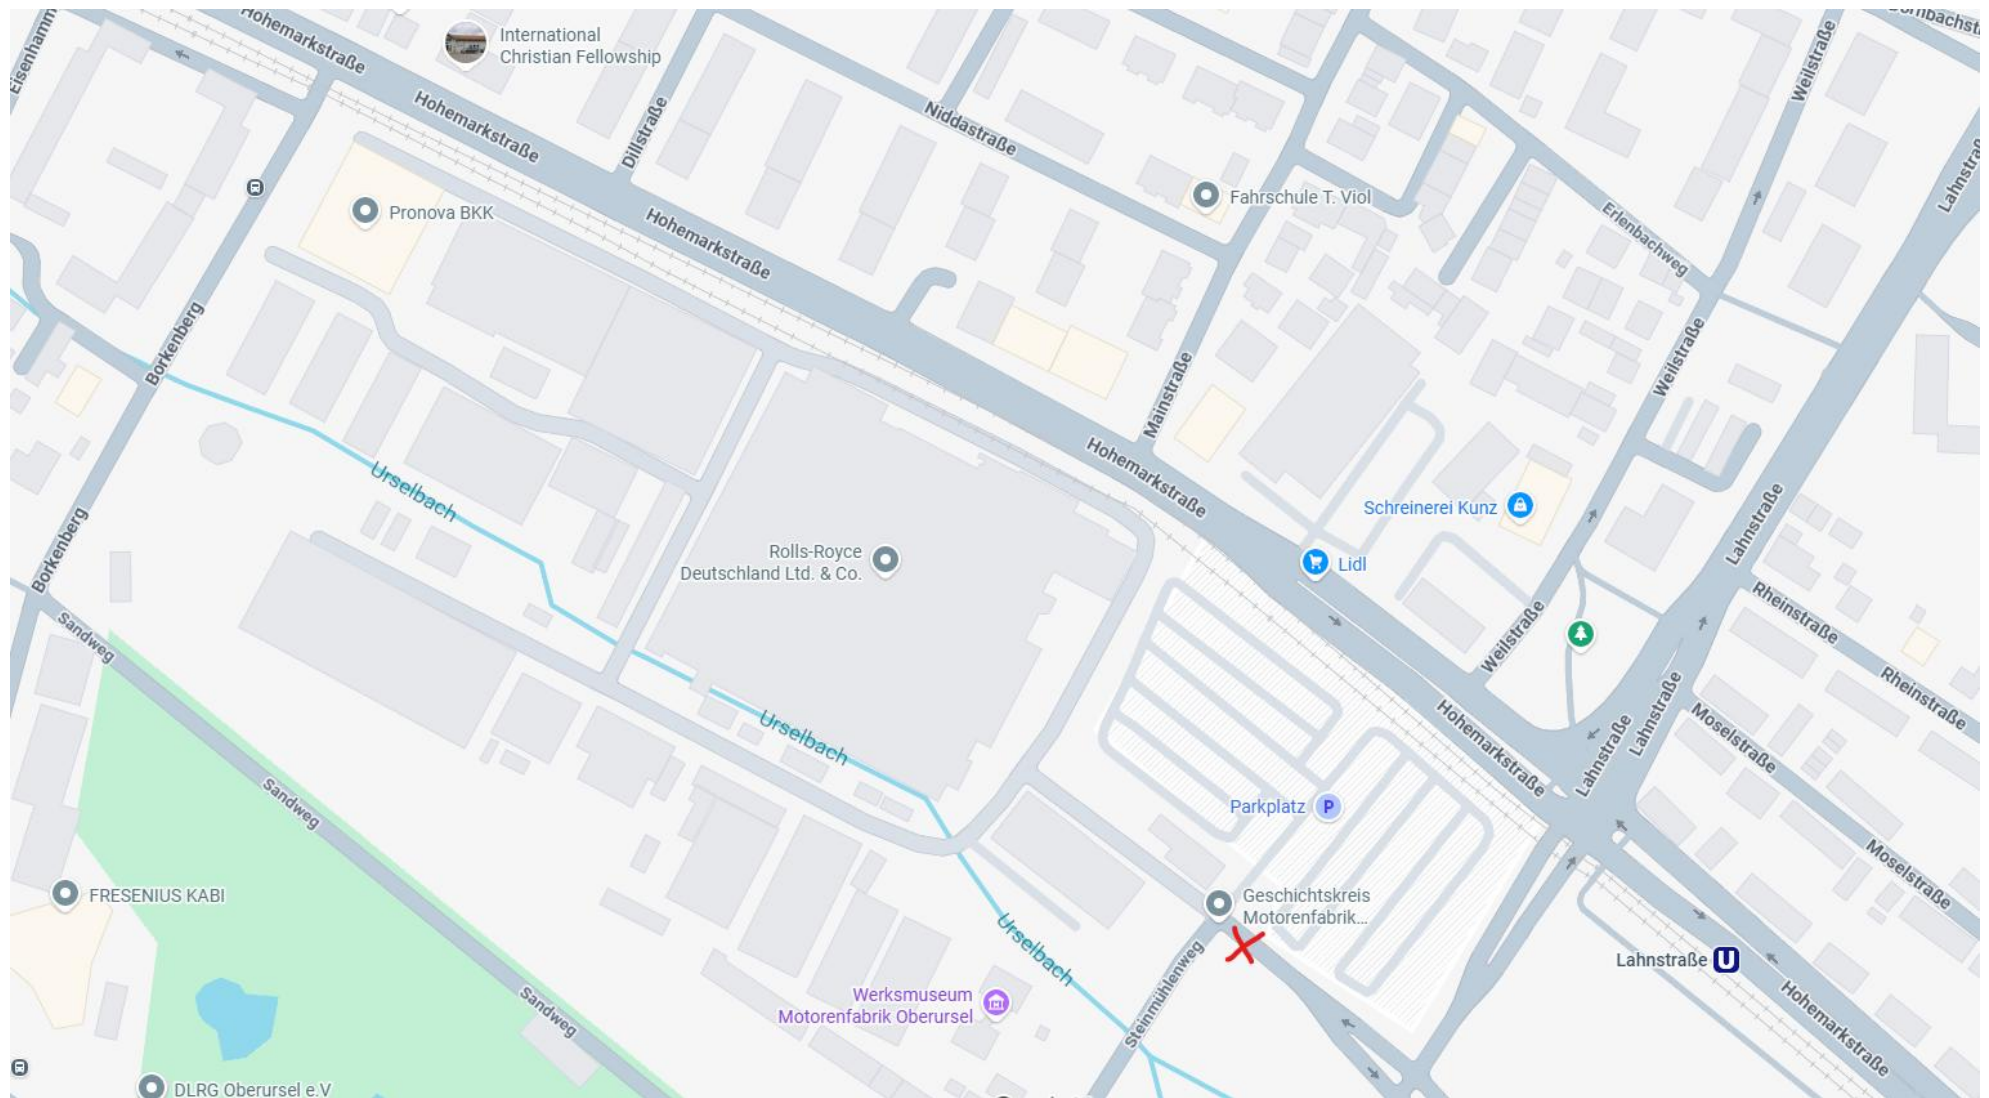 Hohemarkstraße
International
Christian Fellowship
Eisenhamm
Hohemarkstraße
Dillstraße
Niddastraße
Weilstraße
Lahnstraß
Pronova BKK
Fahrschule T. Viol
Hohemarkstraße
Erlenbachweg
Borkenberg
Mainstraße
Weilstraße
Hohemarkstraße
Urselbach
Schreinerei Kunz
Lahnstraße
Borkenberg
Rolls-Royce
Deutschland Ltd. & Co.
Lidl
Rheinstraße
Sandweg
Weilstraße
Rheinstraße
Lahnstraße
Moselstraße
Hohemarkstraße
Lahnstraße
Urselbach
Sandweg
Parkplatz P
Moselstraße
FRESENIUS KABI
Geschichtskreis
Motorenfabrik...
Urselbach
Steinmühlenweg
Lahnstraße U
Werksmuseum
Motorenfabrik Oberursel
Sandweg
Hohemarkstraße
DLRG Oberursel e.V